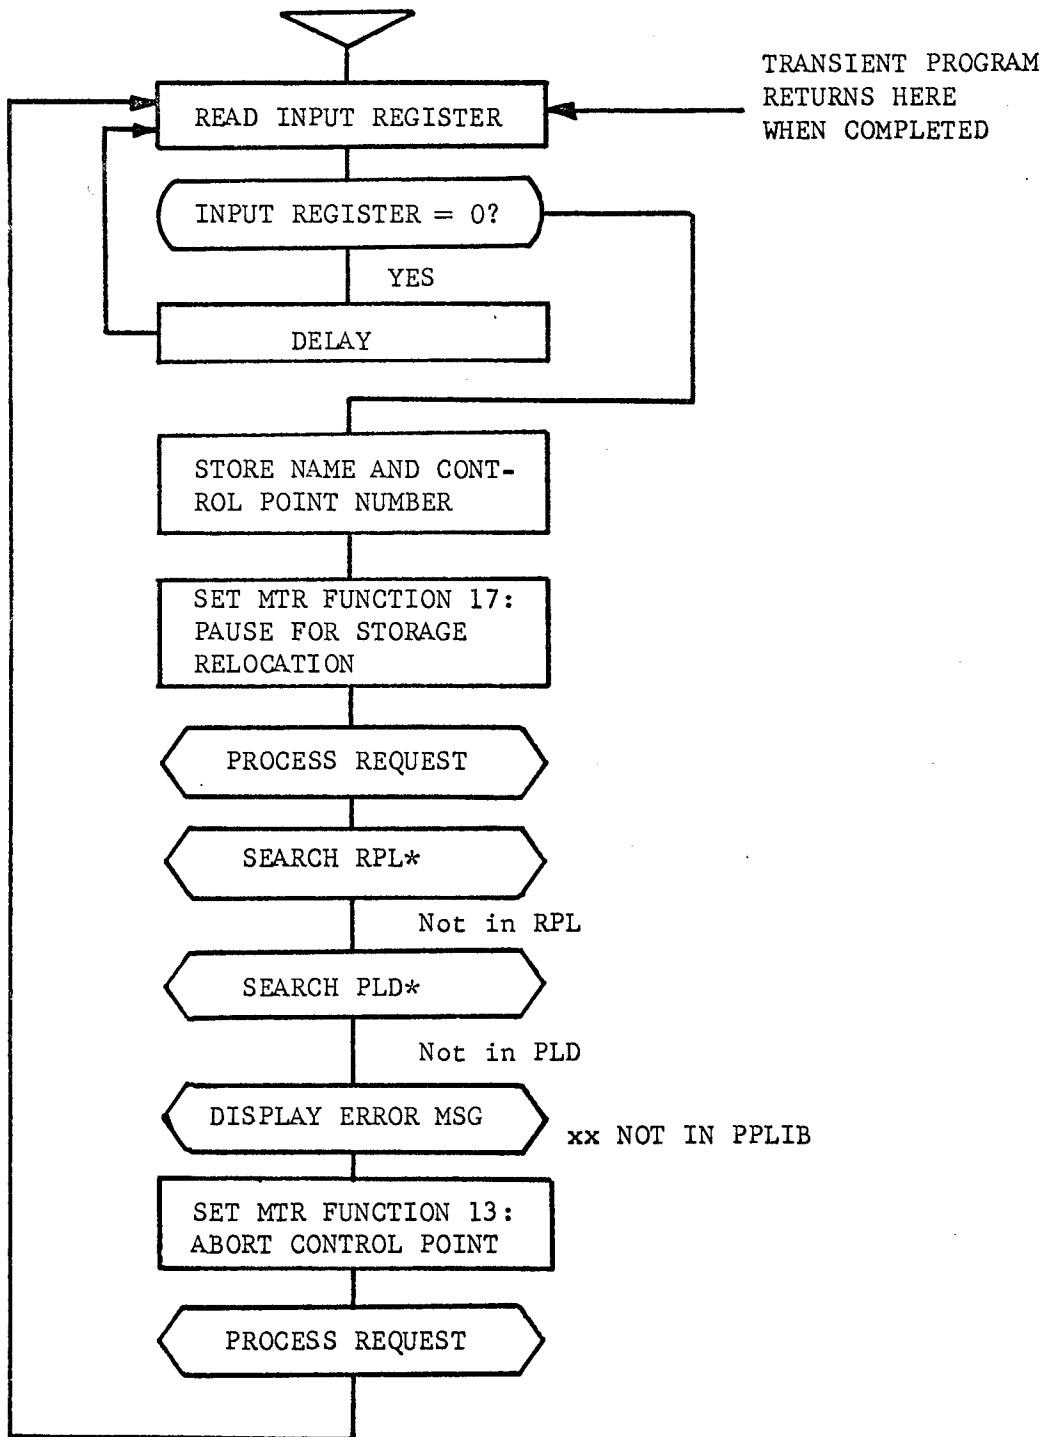 TRANSIENT PROGRAM
RETURNS HERE
WHEN COMPLETED
READ INPUT REGISTER
INPUT REGISTER = 0?
YES
DELAY
STORE NAME AND CONT-
ROL POINT NUMBER
SET MTR FUNCTION 17:
PAUSE FOR STORAGE
RELOCATION
PROCESS REQUEST
SEARCH RPL*
Not in RPL
SEARCH PLD*
Not in PLD
DISPLAY ERROR MSG
xx NOT IN PPLIB
SET MTR FUNCTION 13:
ABORT CONTROL POINT
PROCESS REQUEST